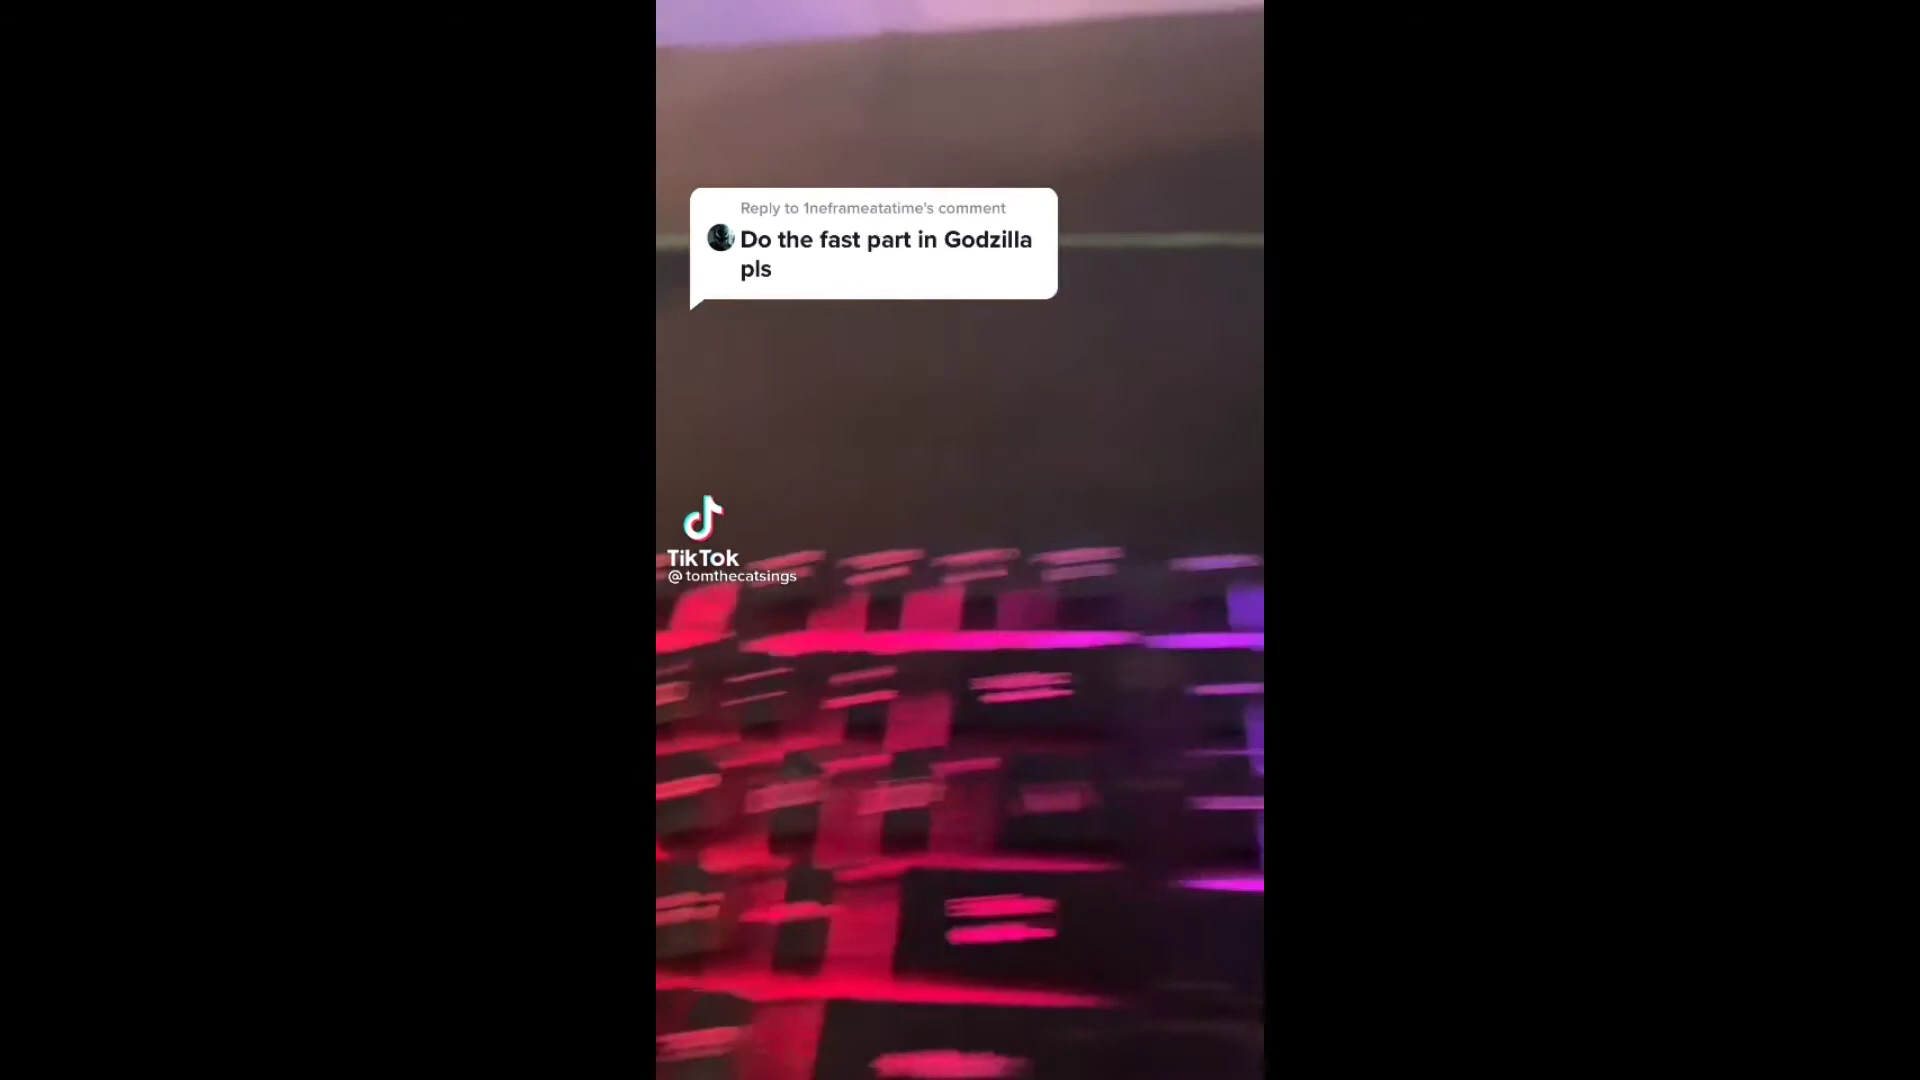 Reply to 1neframeatatime's comment
Do the fast part in Godzilla
pls
TikTok
@tomthecatsings